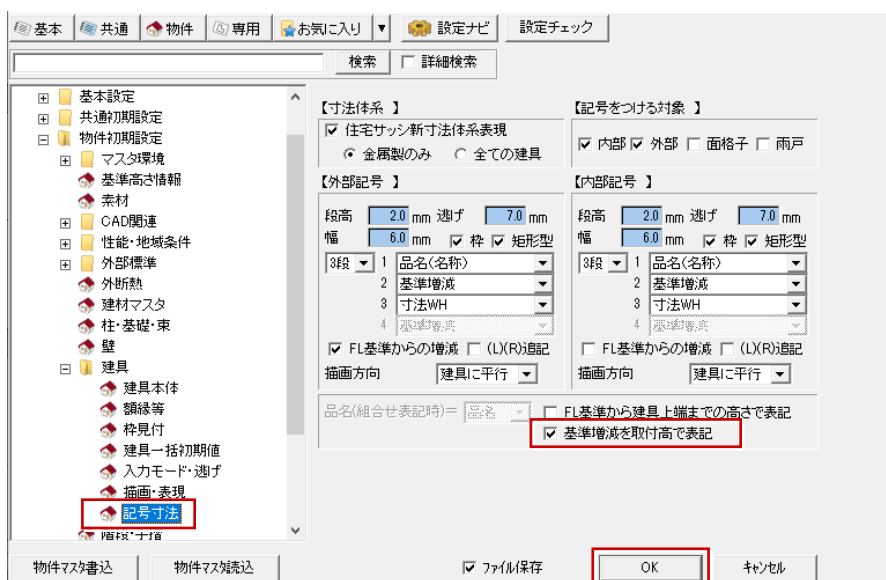 基本 共通 物件 専用 お気に入り ▼ 設定ナビ 設定チェック
検索 詳細検索
基本設定
共通初期設定
物件初期設定
マスタ環境
基準高さ情報
素材
CAD関連
性能・地域条件
外部標準
外断熱
建材マスタ
柱・基礎・束
壁
建具
建具本体
額縁等
枠見付
建具一括初期値
入力モード・逃げ
描画・表現
記号寸法
【寸法体系 】
住宅サッシ新寸法体系表現
金属製のみ 全ての建具
【記号をつける対象 】
内部 外部 面格子 雨戸
【外部記号 】
段高 2.0 mm 逃げ 7.0 mm
幅 6.0 mm 枠 矩形型
3段 1 品名(名称)
2 基準増減
3 寸法WH
4 基準増減
FL基準からの増減 (L)(R)追記
描画方向 建具に平行
【内部記号 】
段高 2.0 mm 逃げ 7.0 mm
幅 6.0 mm 枠 矩形型
3段 1 品名(名称)
2 基準増減
3 寸法WH
4 基準増減
FL基準からの増減 (L)(R)追記
描画方向 建具に平行
品名(組合せ表記時)= 品名
FL基準から建具上端までの高さで表記
基準増減を取付高で表記
物件マスタ書込 物件マスタ読込 ファイル保存 OK キャンセル